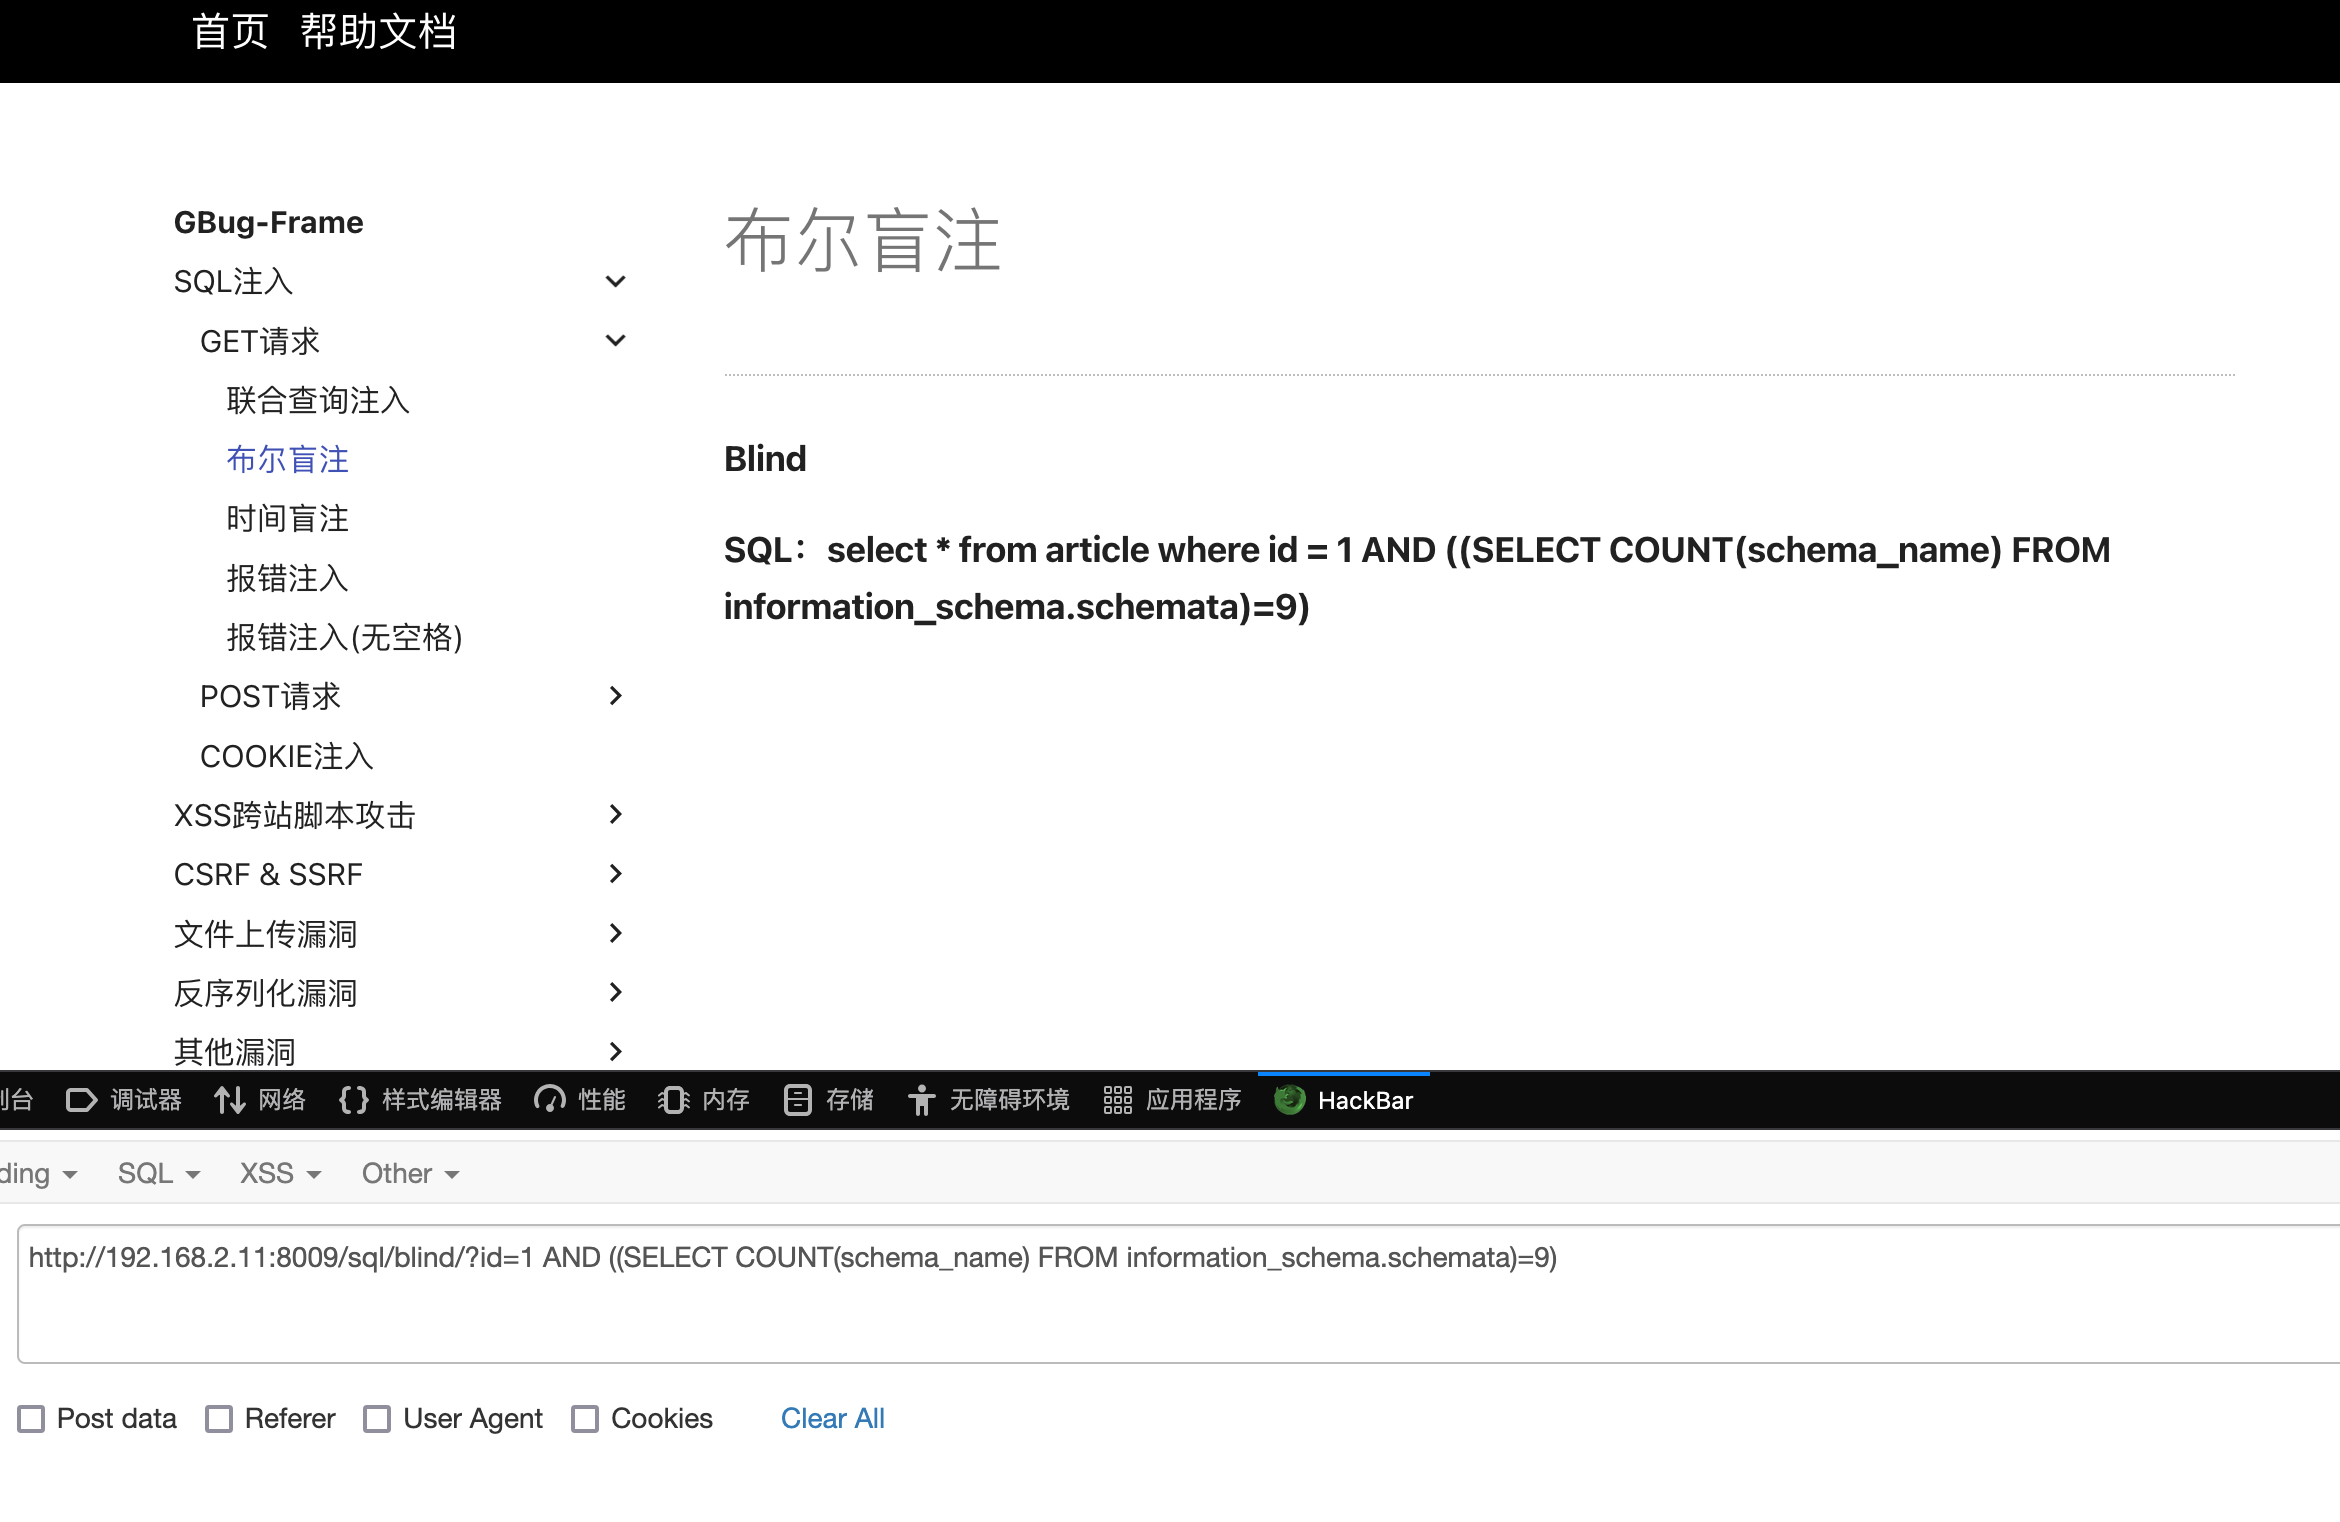 首页 帮助文档
GBug-Frame
SQL注入
GET请求
联合查询注入
布尔盲注
时间盲注
报错注入
报错注入(无空格)
POST请求
COOKIE注入
XSS跨站脚本攻击
CSRF & SSRF
文件上传漏洞
反序列化漏洞
其他漏洞
布尔盲注
Blind
SQL：select * from article where id = 1 AND ((SELECT COUNT(schema_name) FROM
information_schema.schemata)=9)
台 调试器 网络 样式编辑器 性能 内存 存储 无障碍环境 应用程序 HackBar
ding SQL XSS Other
http://192.168.2.11:8009/sql/blind/?id=1 AND ((SELECT COUNT(schema_name) FROM information_schema.schemata)=9)
Post data Referer User Agent Cookies Clear All